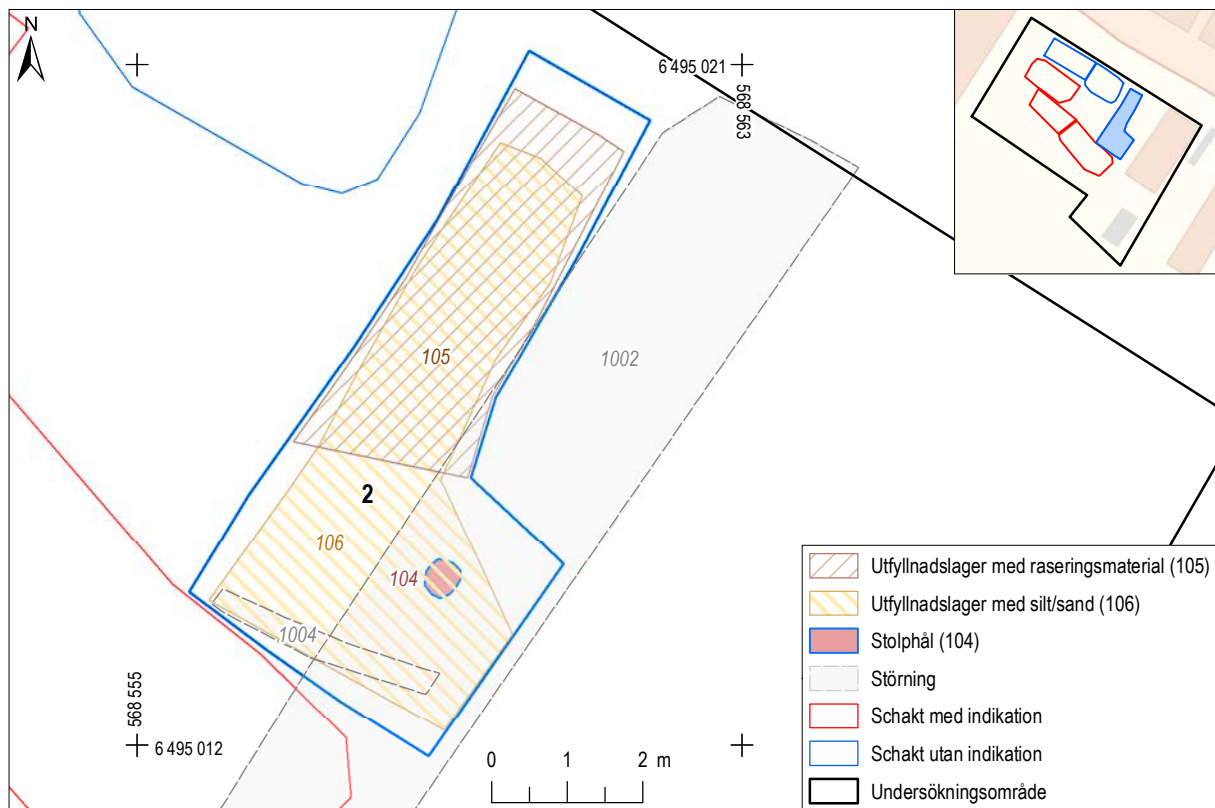 N
6 495 021
568 563
105
1002
2
106
104
1004
568 555
6 495 012
0 1 2 m
Utfyllnadslager med raseringsmaterial (105)
Utfyllnadslager med silt/sand (106)
Stolphål (104)
Störning
Schakt med indikation
Schakt utan indikation
Undersökningsområde